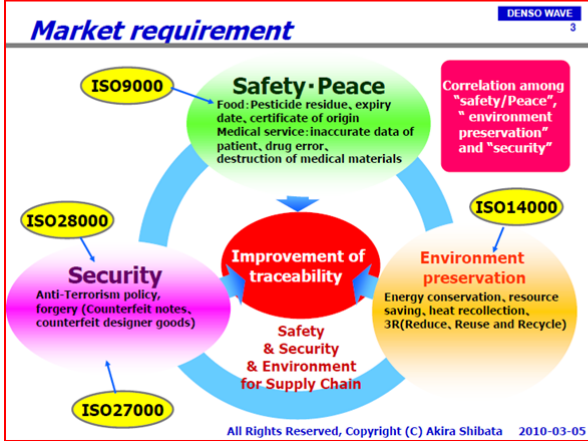 Market requirement
DENSO WAVE
3
ISO9000
Safety・Peace
Food：Pesticide residue、expiry
date、certificate of origin
Medical service：inaccurate data of
patient、drug error、
destruction of medical materials
Correlation among
“safety/Peace”,
“ environment
preservation”
and “security”
ISO28000
ISO14000
Improvement of
traceability
Security
Anti-Terrorism policy,
forgery (Counterfeit notes、
counterfeit designer goods)
Environment
preservation
Energy conservation、resource
saving、heat recollection、
3R(Reduce、Reuse and Recycle)
Safety
& Security
& Environment
for Supply Chain
ISO27000
All Rights Reserved, Copyright (C) Akira Shibata 2010-03-05